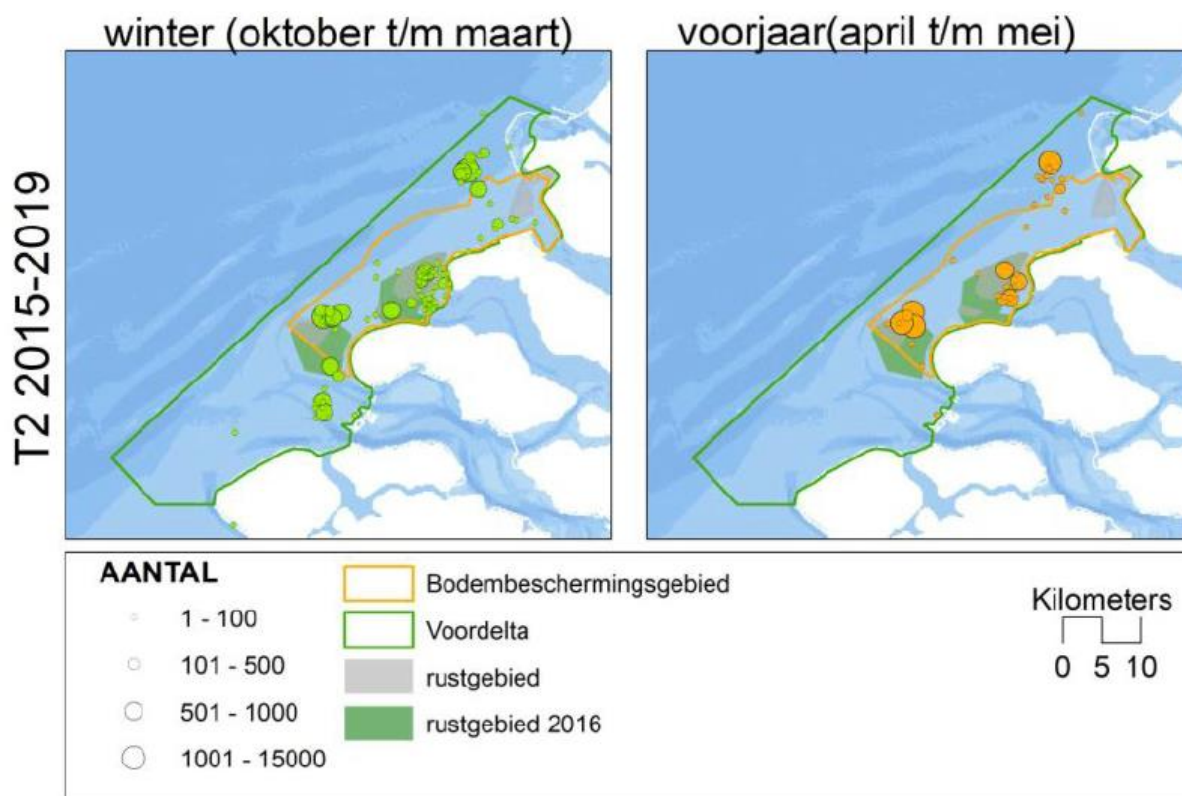 winter (oktober t/m maart)
voorjaar(april t/m mei)
T2 2015-2019
AANTAL
1 - 100
101 - 500
501 - 1000
1001 - 15000
Bodembeschermingsgebied
Voordelta
rustgebied
rustgebied 2016
Kilometers
0 5 10